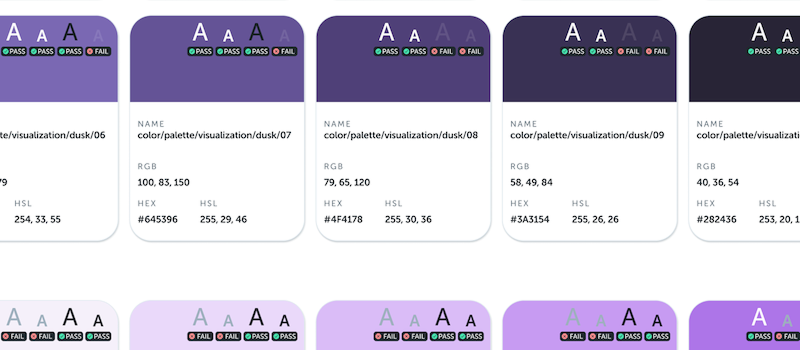 A A A A A A A A A A A A A A A A A A
PASS PASS PASS FAIL PASS PASS PASS FAIL PASS PASS FAIL FAIL PASS PASS FAIL FAIL PASS PASS
NAME NAME NAME NAME
te/visualization/dusk/06 color/palette/visualization/dusk/07 color/palette/visualization/dusk/08 color/palette/visualization/dusk/09 color/palette/visualizati
RGB RGB RGB RGB
79 100, 83, 150 79, 65, 120 58, 49, 84 40, 36, 54
HSL HEX HSL HEX HSL HEX HSL HEX HSL
254, 33, 55 #645396 255, 29, 46 #4F4178 255, 30, 36 #3A3154 255, 26, 26 #282436 253, 20, 1
A A A A A A A A A A A A A A A A A A
FAIL FAIL PASS PASS FAIL FAIL PASS PASS FAIL FAIL PASS PASS FAIL FAIL PASS PASS PASS FAIL